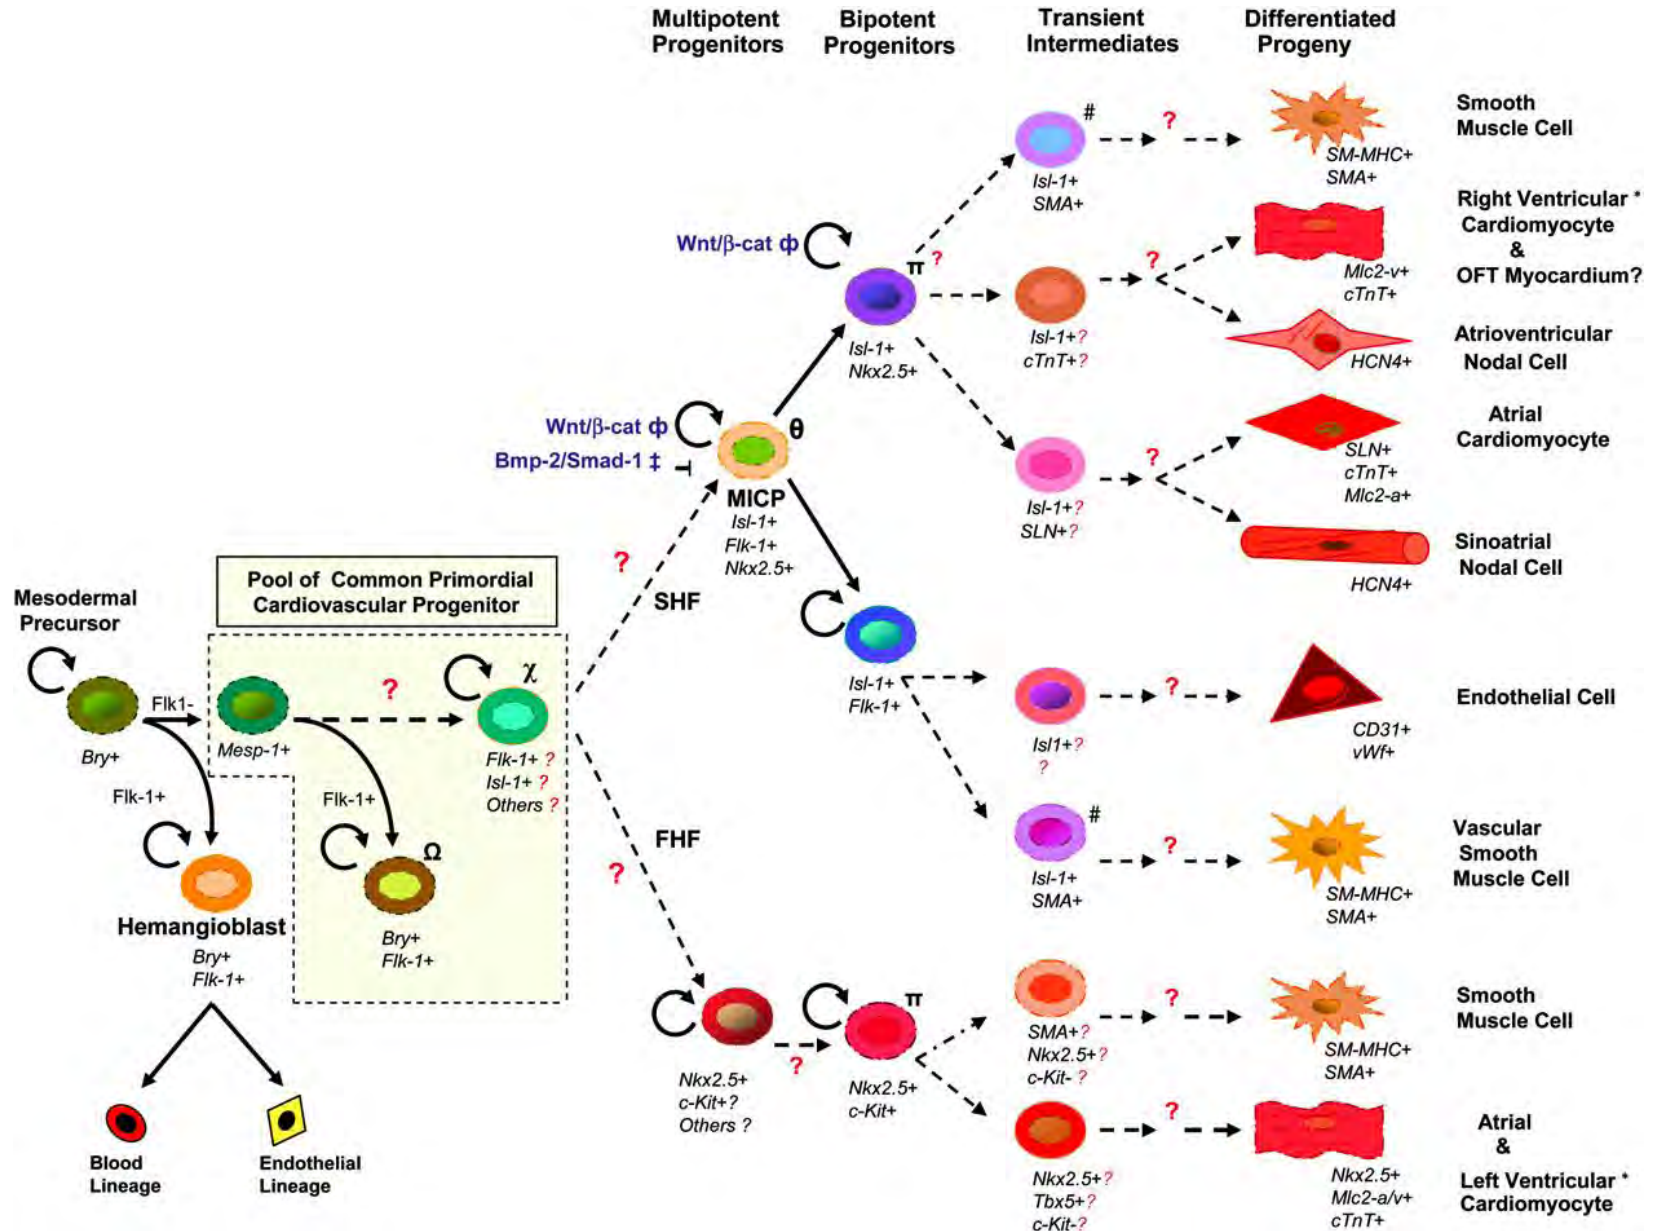 Multipotent
Progenitors
Bipotent
Progenitors
Transient
Intermediates
Differentiated
Progeny
#
?
Isl-1+
SMA+
SM-MHC+
SMA+
Smooth
Muscle Cell
Wnt/β-cat ф
π
?
Isl-1+
Nkx2.5+
Isl-1+?
cTnT+?
?
Mlc2-v+
cTnT+
Right Ventricular *
Cardiomyocyte
&
OFT Myocardium?
HCN4+
Atrioventricular
Nodal Cell
Wnt/β-cat ф
Bmp-2/Smad-1 ‡
θ
MICP
Isl-1+
Flk-1+
Nkx2.5+
Isl-1+?
SLN+?
?
SLN+
cTnT+
Mlc2-a+
Atrial
Cardiomyocyte
HCN4+
Sinoatrial
Nodal Cell
?
SHF
Pool of Common Primordial
Cardiovascular Progenitor
Mesodermal
Precursor
Bry+
Flk1-
Mesp-1+
?
χ
Flk-1+ ?
Isl-1+ ?
Others ?
Flk-1+
Flk-1+
Ω
Bry+
Flk-1+
Hemangioblast
Bry+
Flk-1+
Blood
Lineage
Endothelial
Lineage
Isl-1+
Flk-1+
Isl1+?
?
?
CD31+
vWf+
Endothelial Cell
#
Isl-1+
SMA+
?
SM-MHC+
SMA+
Vascular
Smooth
Muscle Cell
FHF
?
Nkx2.5+
c-Kit+?
Others ?
?
π
Nkx2.5+
c-Kit+
SMA+?
Nkx2.5+?
c-Kit- ?
?
SM-MHC+
SMA+
Smooth
Muscle Cell
Nkx2.5+?
Tbx5+?
c-Kit-?
?
Nkx2.5+
Mlc2-a/v+
cTnT+
Atrial
&
Left Ventricular *
Cardiomyocyte